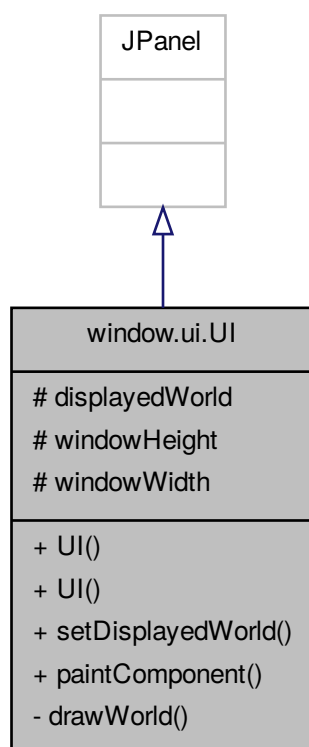 JPanel
window.ui.UI
# displayedWorld
# windowHeight
# windowWidth
+ UI()
+ UI()
+ setDisplayedWorld()
+ paintComponent()
- drawWorld()